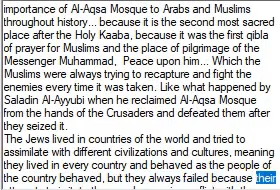 importance of Al-Aqsa Mosque to Arabs and Muslims
throughout history... because it is the second most sacred
place after the Holy Kaaba, because it was the first qibla
of prayer for Muslims and the place of pilgrimage of the
Messenger Muhammad,  Peace upon him... Which the
Muslims were always trying to recapture and fight the
enemies every time it was taken. Like what happened by
Saladin Al-Ayyubi when he reclaimed Al-Aqsa Mosque
from the hands of the Crusaders and defeated them after
they seized it.
The Jews lived in countries of the world and tried to
assimilate with different civilizations and cultures, meaning
they lived in every country and behaved as the people of
the country behaved, but they always failed because their